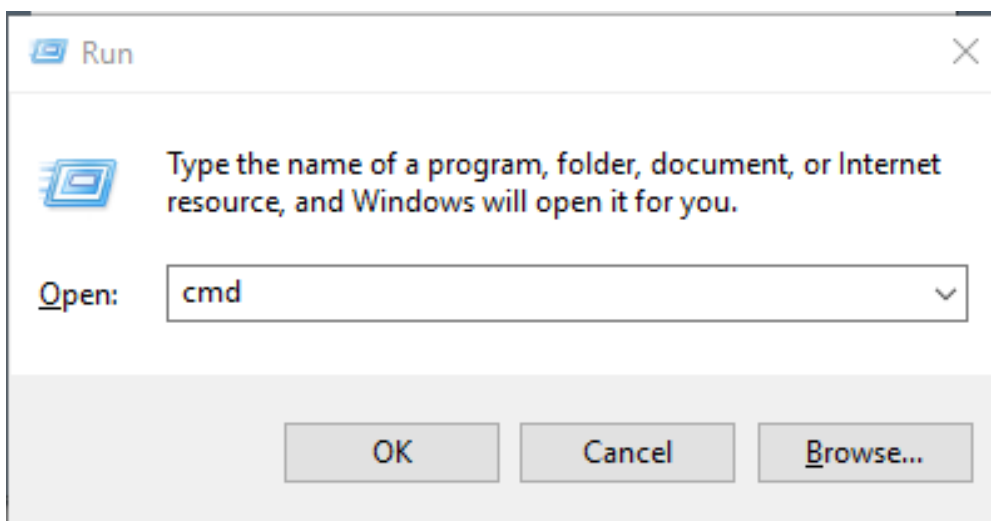 Run
Type the name of a program, folder, document, or Internet
resource, and Windows will open it for you.
Open: cmd
OK Cancel Browse...